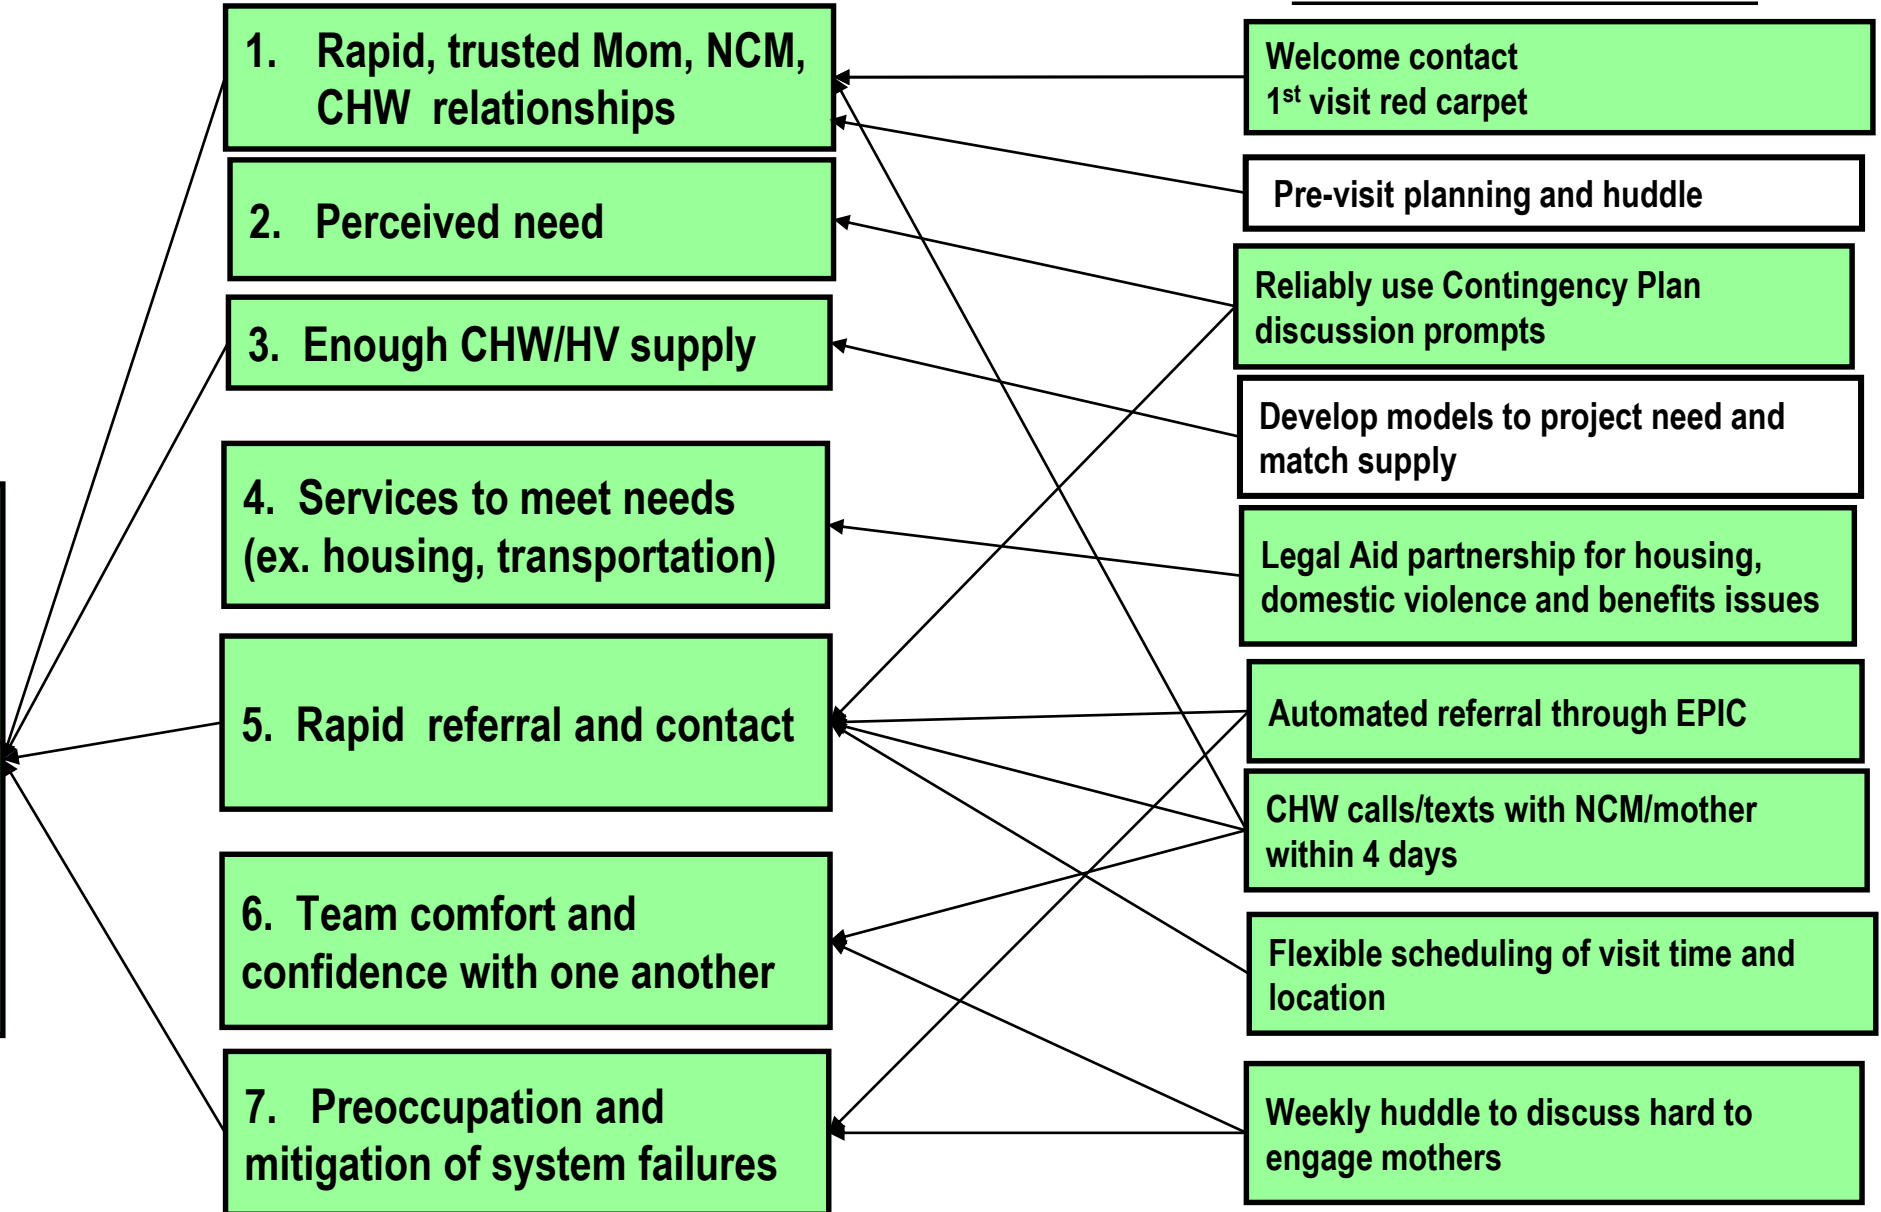 1. Rapid, trusted Mom, NCM,
CHW relationships
2. Perceived need
3. Enough CHW/HV supply
4. Services to meet needs
(ex. housing, transportation)
5. Rapid referral and contact
6. Team comfort and
confidence with one another
7. Preoccupation and
mitigation of system failures
Welcome contact
1st visit red carpet
Pre-visit planning and huddle
Reliably use Contingency Plan
discussion prompts
Develop models to project need and
match supply
Legal Aid partnership for housing,
domestic violence and benefits issues
Automated referral through EPIC
CHW calls/texts with NCM/mother
within 4 days
Flexible scheduling of visit time and
location
Weekly huddle to discuss hard to
engage mothers